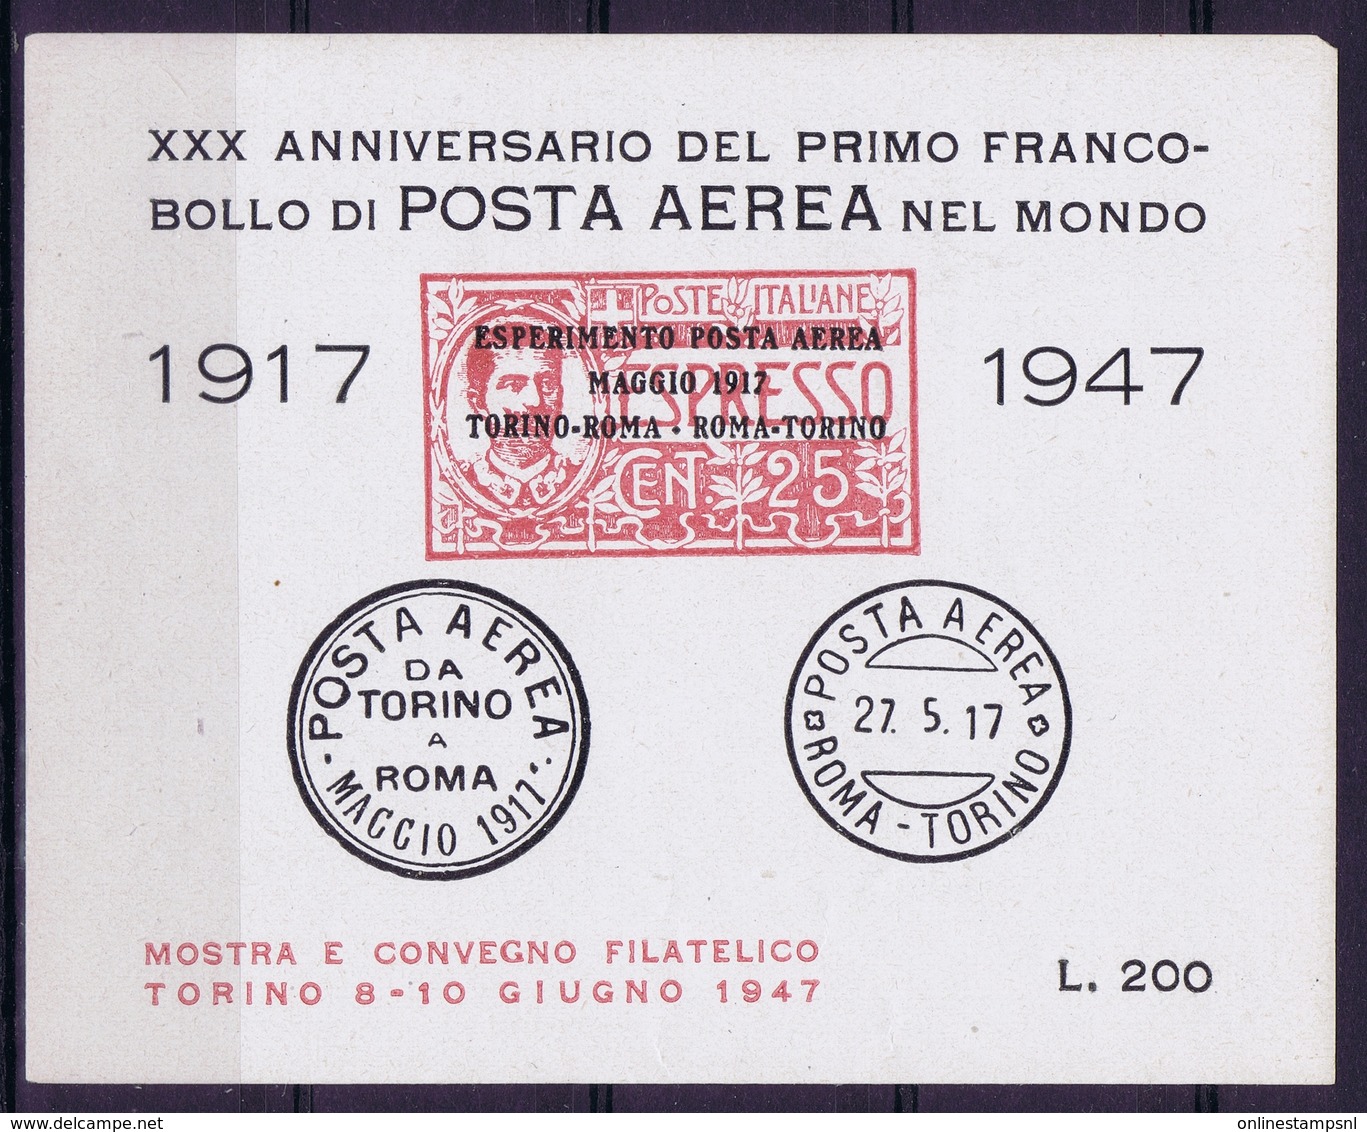 XXX ANNIVERSARIO DEL PRIMO FRANCO-
BOLLO DI POSTA AEREA NEL MONDO
1917
1947
POSTE ITALIANE
ESPERIMENTO POSTA AEREA
MAGGIO 1917
ESPRESSO
TORINO-ROMA · ROMA-TORINO
CENT. 25
POSTA AEREA
DA
TORINO
A
ROMA
MAGGIO 1917
POSTA AEREA
27. 5. 17
ROMA - TORINO
MOSTRA E CONVEGNO FILATELICO
TORINO 8-10 GIUGNO 1947
L. 200
www.delcampe.net
onlinestampsnl